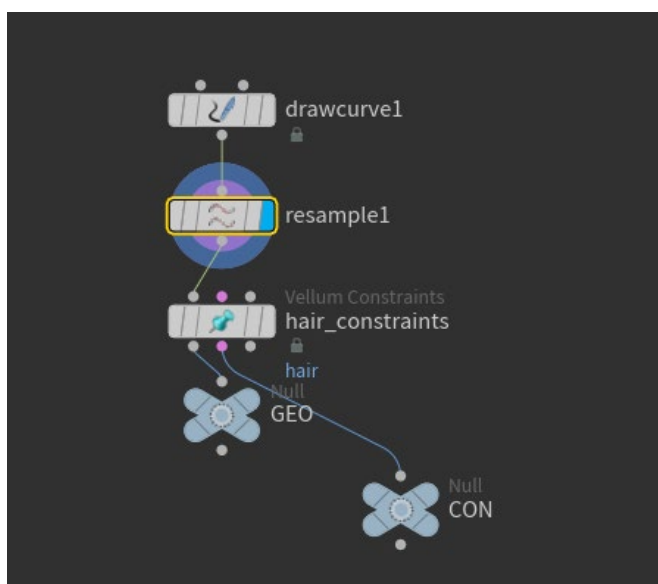 drawcurve1
resample1
Vellum Constraints
hair_constraints
hair
Null
GEO
Null
CON